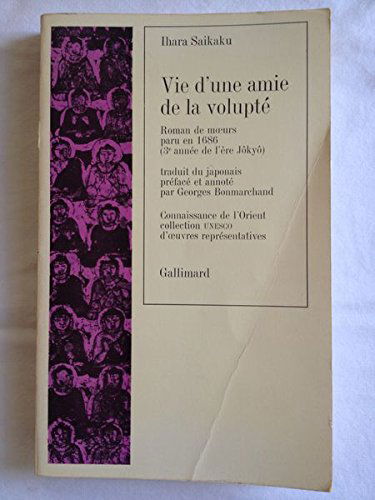 Ihara Saikaku
Vie d'une amie
de la volupté
Roman de mœurs
paru en 1686
(3e année de l'ère Jôkyô)
traduit du japonais
préfacé et annoté
par Georges Bonmarchand
Connaissance de l'Orient
collection UNESCO
d'œuvres représentatives
Gallimard